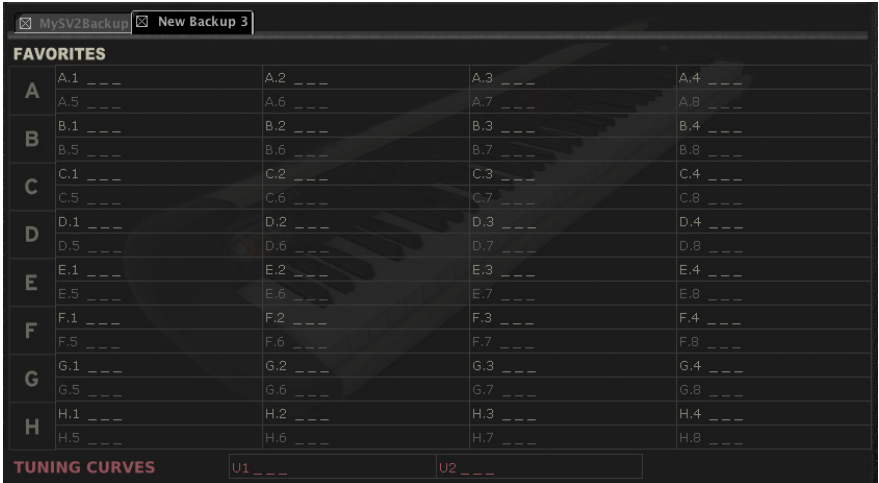 MySV2Backup New Backup 3
FAVORITES
A
A.1 _ _ _ A.2 _ _ _ A.3 _ _ _ A.4 _ _ _
A.5 _ _ _ A.6 _ _ _ A.7 _ _ _ A.8 _ _ _
B
B.1 _ _ _ B.2 _ _ _ B.3 _ _ _ B.4 _ _ _
B.5 _ _ _ B.6 _ _ _ B.7 _ _ _ B.8 _ _ _
C
C.1 _ _ _ C.2 _ _ _ C.3 _ _ _ C.4 _ _ _
C.5 _ _ _ C.6 _ _ _ C.7 _ _ _ C.8 _ _ _
D
D.1 _ _ _ D.2 _ _ _ D.3 _ _ _ D.4 _ _ _
D.5 _ _ _ D.6 _ _ _ D.7 _ _ _ D.8 _ _ _
E
E.1 _ _ _ E.2 _ _ _ E.3 _ _ _ E.4 _ _ _
E.5 _ _ _ E.6 _ _ _ E.7 _ _ _ E.8 _ _ _
F
F.1 _ _ _ F.2 _ _ _ F.3 _ _ _ F.4 _ _ _
F.5 _ _ _ F.6 _ _ _ F.7 _ _ _ F.8 _ _ _
G
G.1 _ _ _ G.2 _ _ _ G.3 _ _ _ G.4 _ _ _
G.5 _ _ _ G.6 _ _ _ G.7 _ _ _ G.8 _ _ _
H
H.1 _ _ _ H.2 _ _ _ H.3 _ _ _ H.4 _ _ _
H.5 _ _ _ H.6 _ _ _ H.7 _ _ _ H.8 _ _ _
TUNING CURVES U1 _ _ _ U2 _ _ _